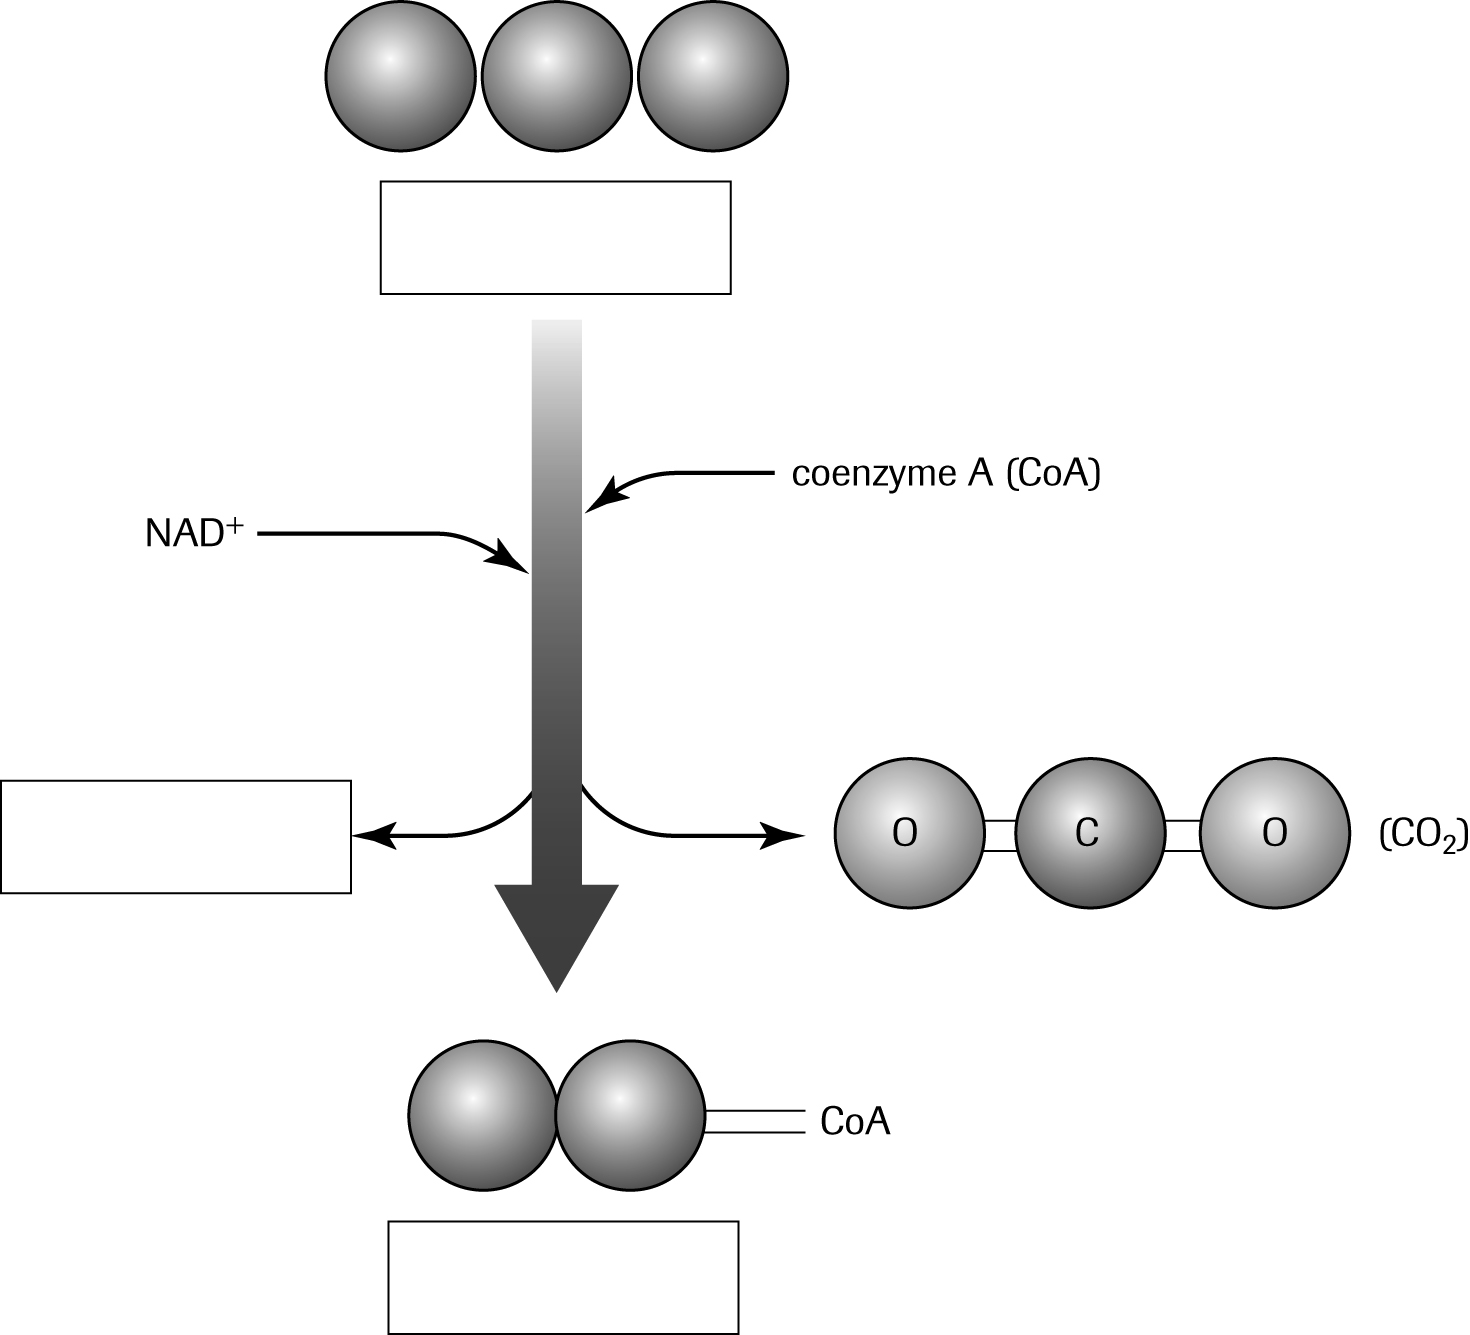 coenzyme A (CoA)
NAD⁺
O C O (CO₂)
CoA